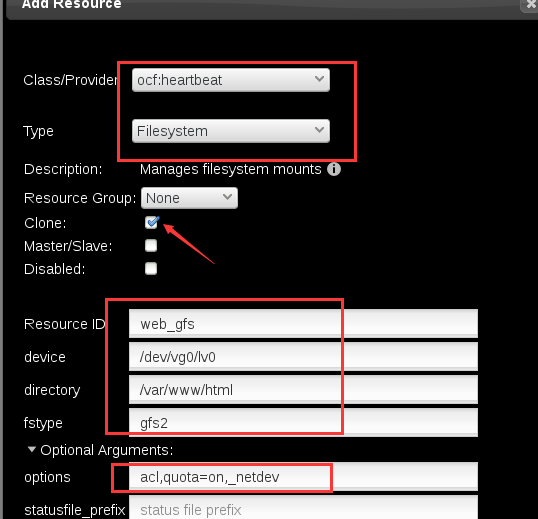 Add Resource
Class/Provider ocf:heartbeat
Type Filesystem
Description: Manages filesystem mounts
Resource Group: None
Clone:
Master/Slave:
Disabled:
Resource ID web_gfs
device /dev/vg0/lv0
directory /var/www/html
fstype gfs2
Optional Arguments:
options acl,quota=on,_netdev
statusfile_prefix status file prefix